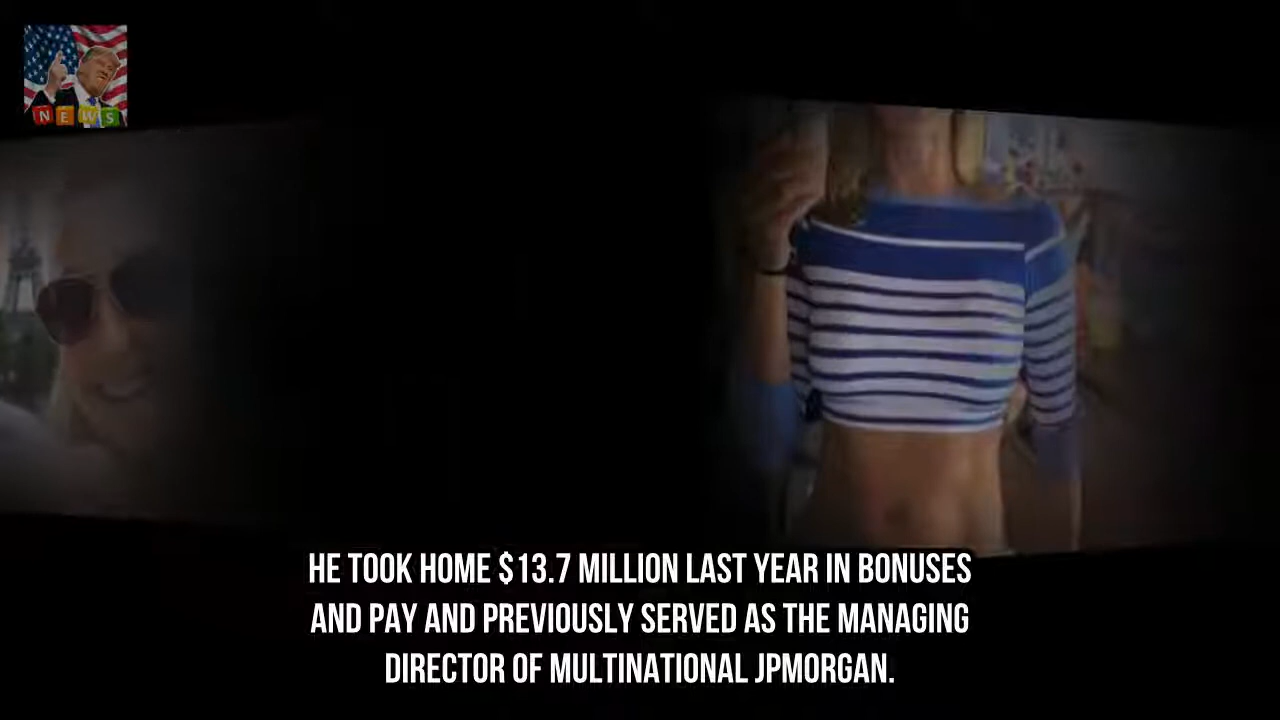 NEWS
HE TOOK HOME $13.7 MILLION LAST YEAR IN BONUSES
AND PAY AND PREVIOUSLY SERVED AS THE MANAGING
DIRECTOR OF MULTINATIONAL JPMORGAN.